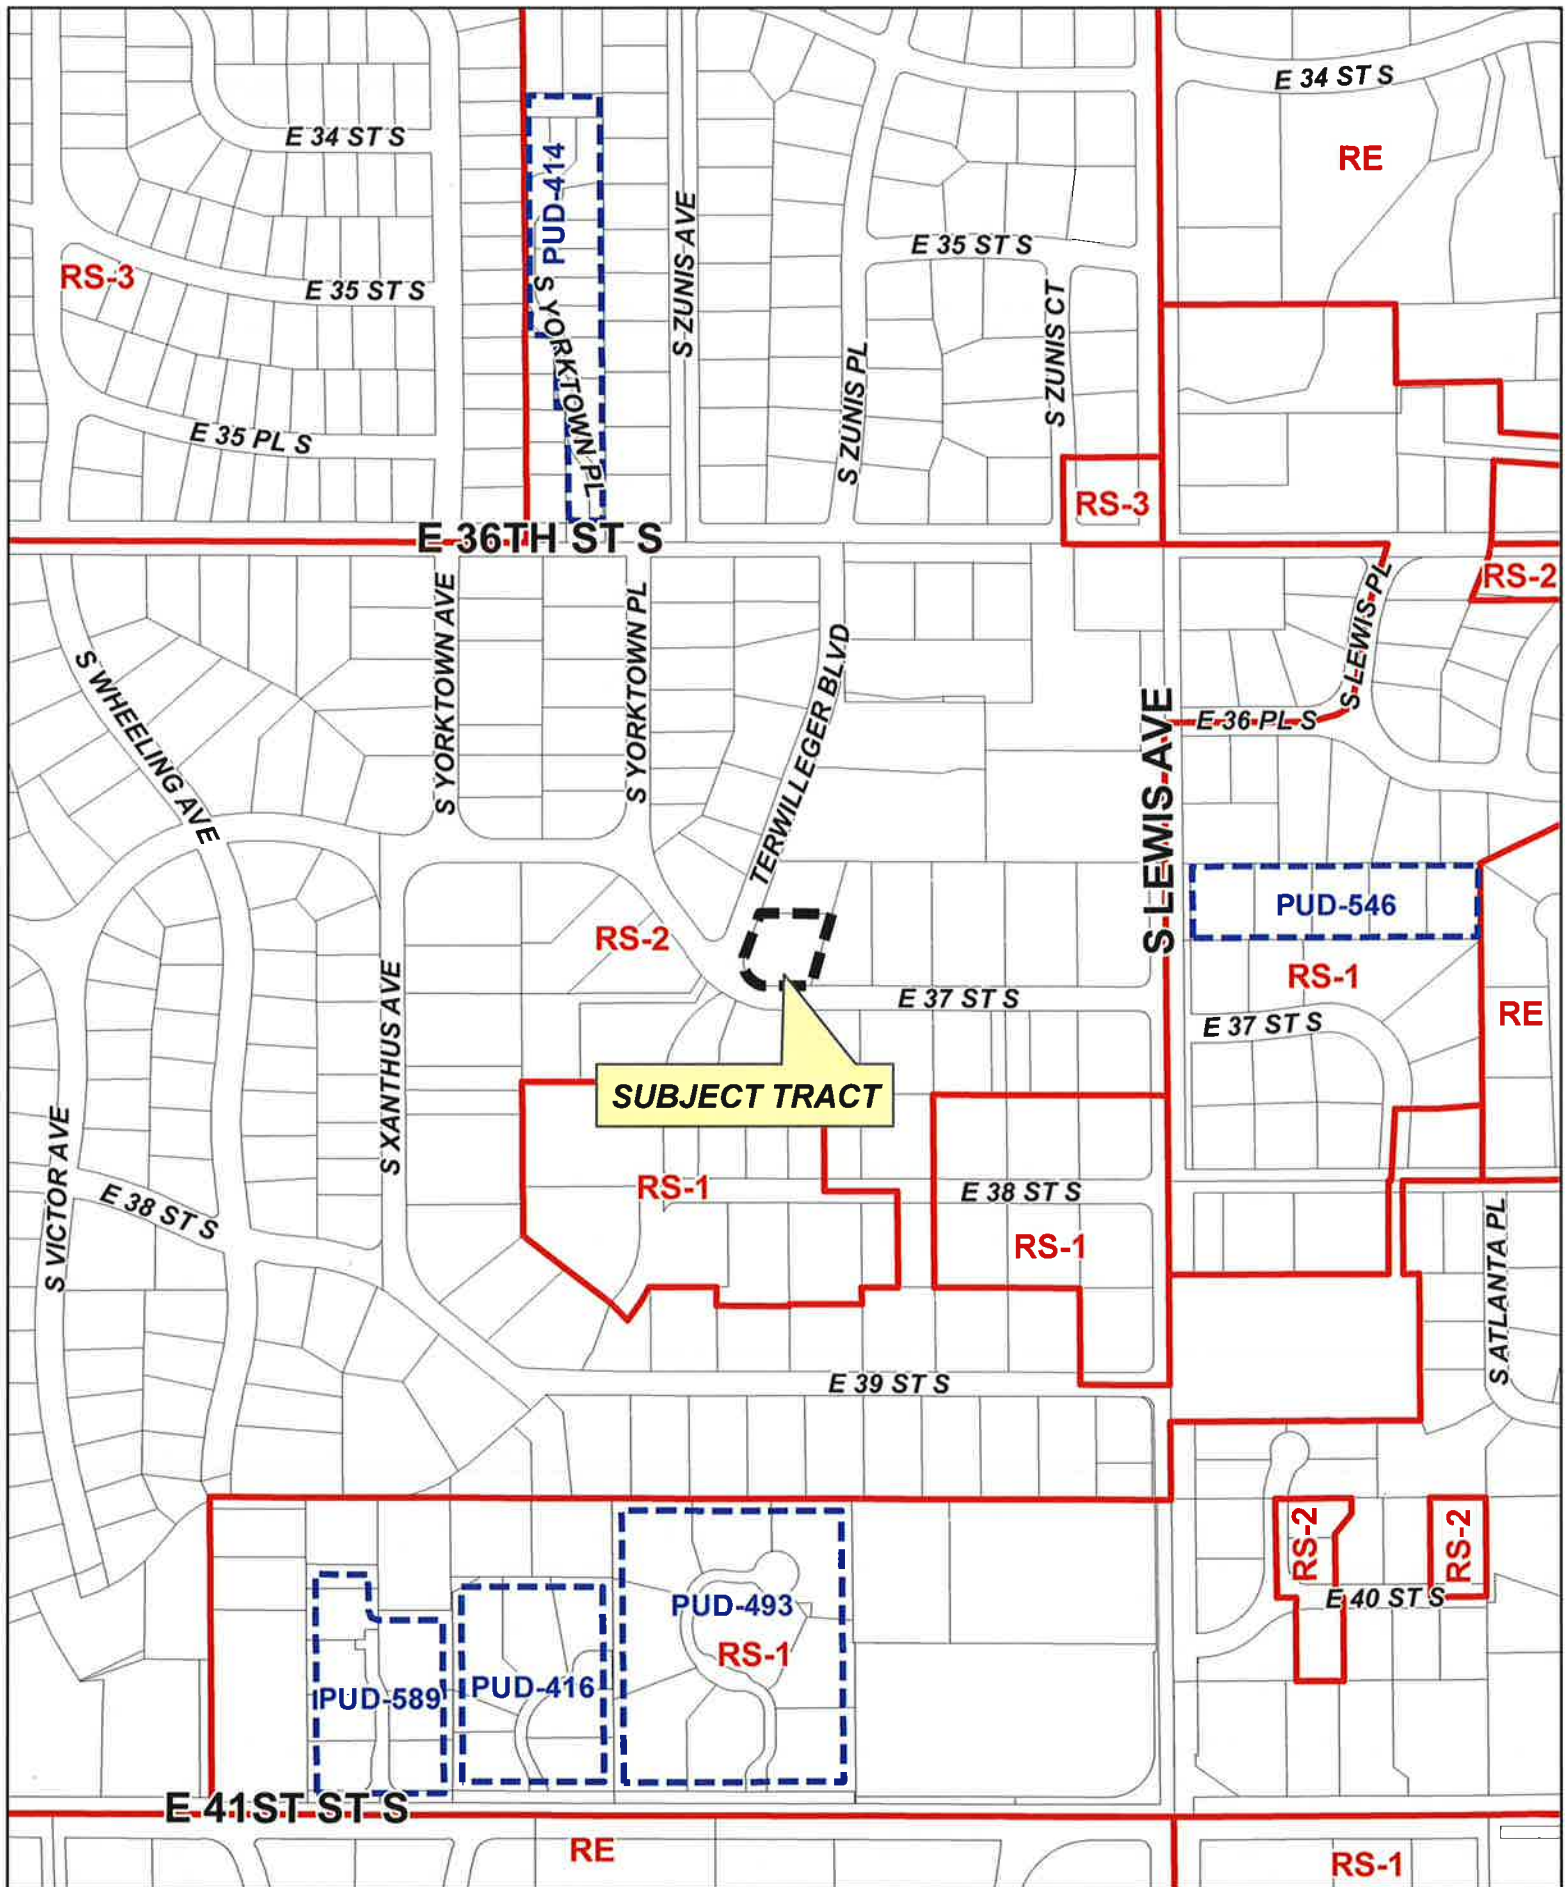 E 34 ST S
E 34 ST S
RE
PUD-414
S ZUNIS AVE
E 35 ST S
RS-3
E 35 ST S
S YORKTOWN PL
S ZUNIS PL
S ZUNIS CT
E 35 PL S
RS-3
E 36TH ST S
RS-2
S LEWIS PL
S WHEELING AVE
S YORKTOWN AVE
S YORKTOWN PL
TERWILLEGER BLVD
S LEWIS AVE
E 36 PL S
PUD-546
RS-2
RS-1
E 37 ST S
RE
E 37 ST S
S XANTHUS AVE
SUBJECT TRACT
S VICTOR AVE
E 38 ST S
RS-1
E 38 ST S
RS-1
S ATLANTA PL
E 39 ST S
RS-2
RS-2
E 40 ST S
PUD-493
RS-1
PUD-589
PUD-416
E 41ST ST S
RE
RS-1